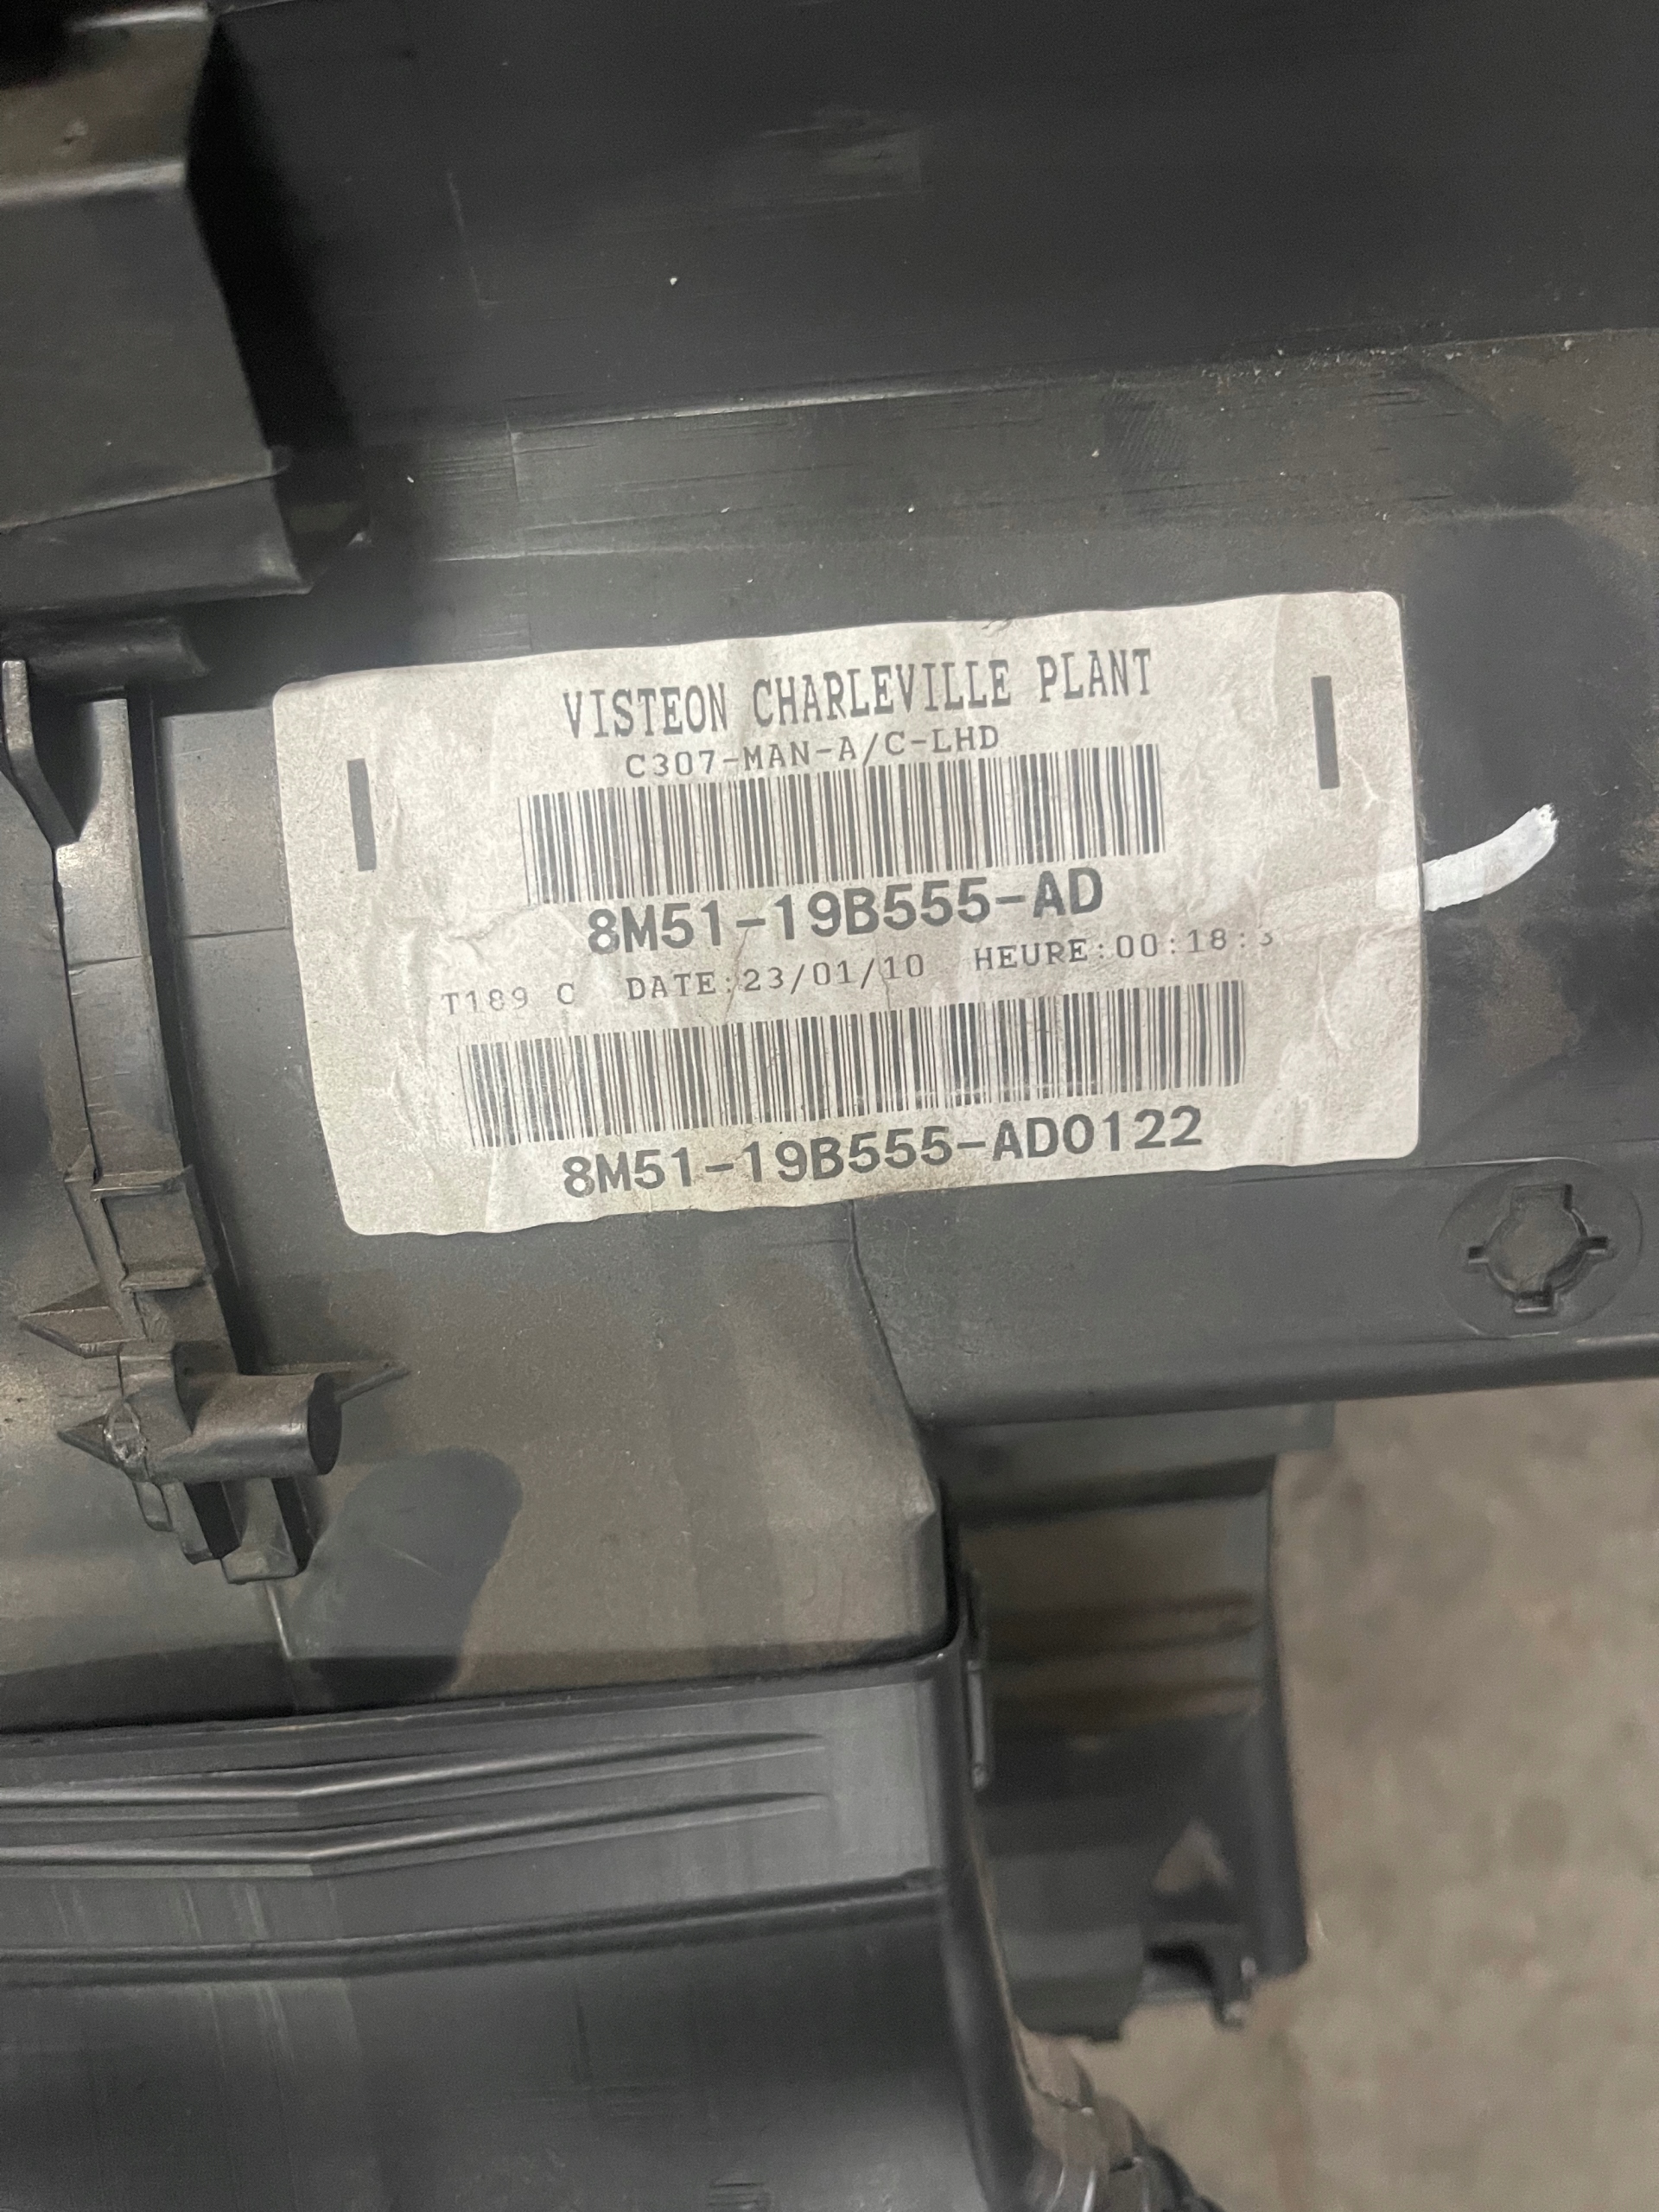 VISTEON CHARLEVILLE PLANT
C307-MAN-A/C-LHD
8M51-19B555-AD
T189 C DATE:23/01/10 HEURE:00:18:3
8M51-19B555-AD0122